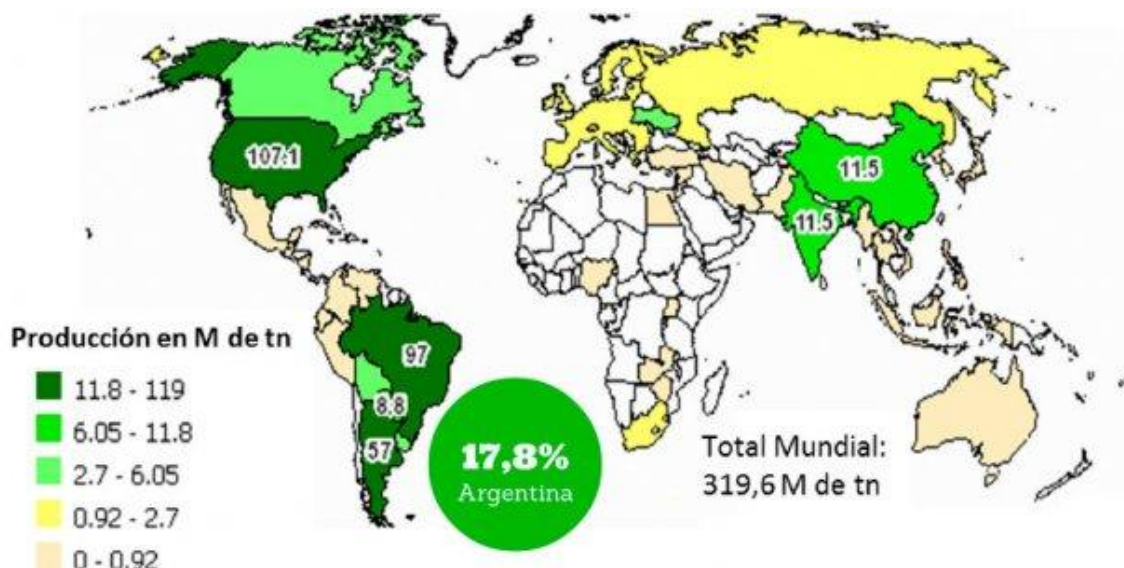 107.1
11.5
11.5
97
8.8
57
Producción en M de tn
11.8 - 119
6.05 - 11.8
2.7 - 6.05
0.92 - 2.7
0 - 0.92
17,8%
Argentina
Total Mundial:
319,6 M de tn